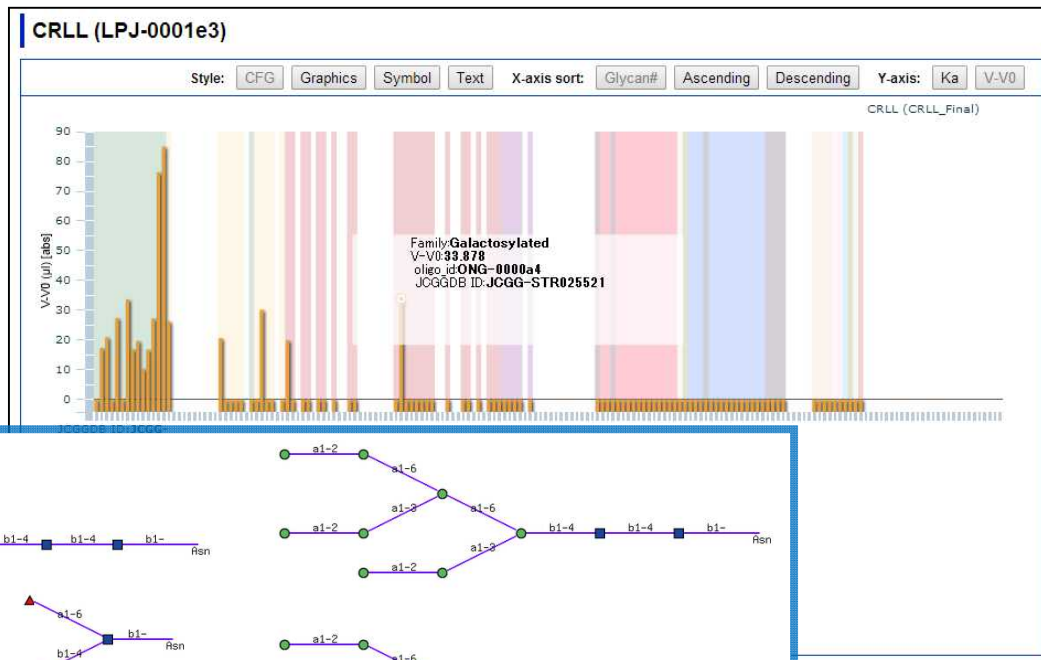 CRLL (LPJ-0001e3)
Style: CFG Graphics Symbol Text X-axis sort: Glycan# Ascending Descending Y-axis: Ka V-V0
CRLL (CRLL_Final)
90
80
70
60
50
40
30
20
10
0
V-V0 (µl) [abs]
Family:Galactosylated
V-V0:33.878
oligo_id:ONG-0000a4
JCGGDB ID:JCGG-STR025521
JCGGDB ID:JCGG-
a1-2
a1-6
a1-3 a1-6
a1-2 b1-4 b1-4 b1- Asn
b1-4 b1-4 b1- Asn
a1-3
a1-2
a1-6
b1- Asn
b1-4
a1-2
a1-6